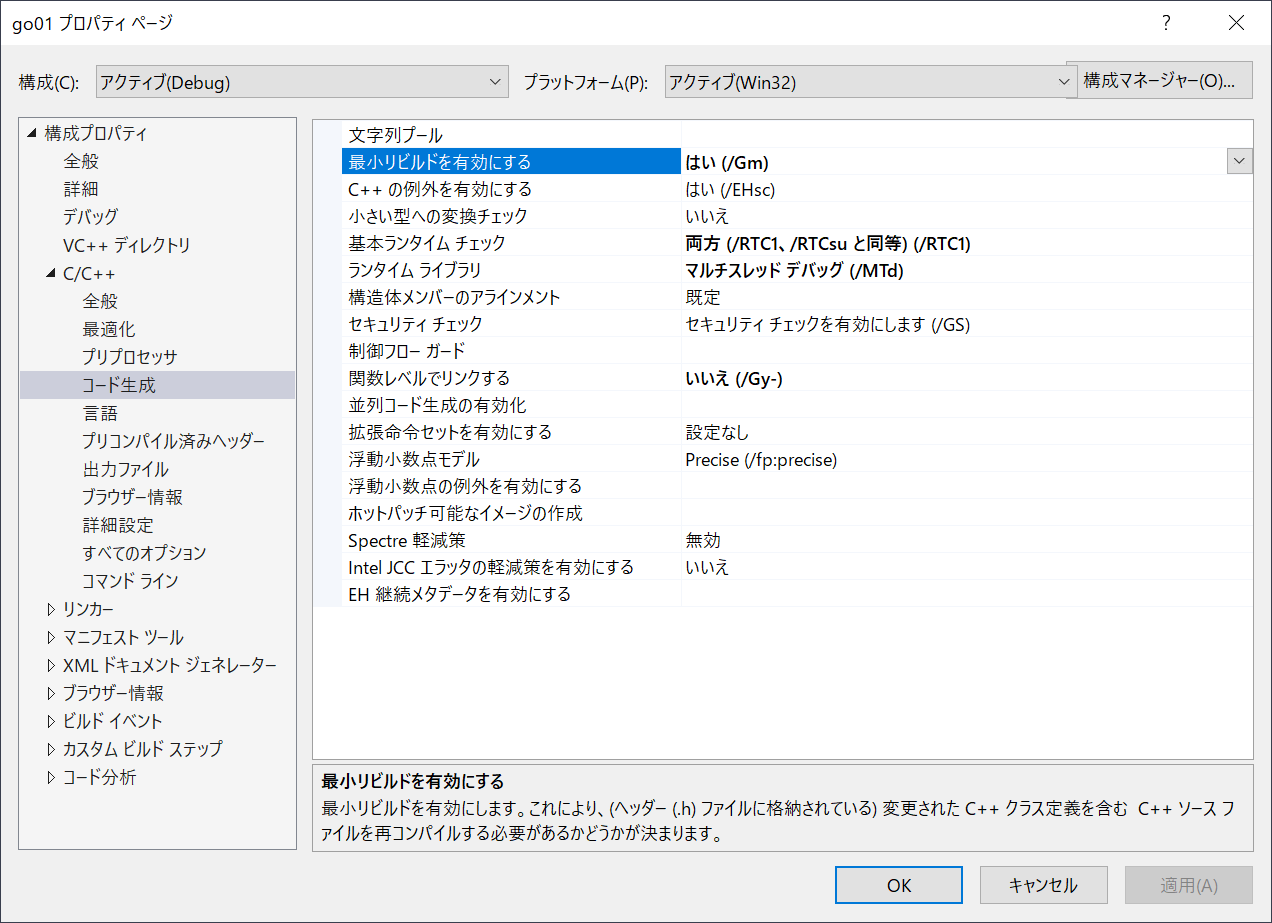 go01 プロパティ ページ
構成(C): アクティブ(Debug) プラットフォーム(P): アクティブ(Win32) 構成マネージャー(O)...
構成プロパティ
全般
詳細
デバッグ
VC++ ディレクトリ
C/C++
全般
最適化
プリプロセッサ
コード生成
言語
プリコンパイル済みヘッダー
出力ファイル
ブラウザー情報
詳細設定
すべてのオプション
コマンド ライン
リンカー
マニフェスト ツール
XML ドキュメント ジェネレーター
ブラウザー情報
ビルド イベント
カスタム ビルド ステップ
コード分析
文字列プール
最小リビルドを有効にする はい (/Gm)
C++ の例外を有効にする はい (/EHsc)
小さい型への変換チェック いいえ
基本ランタイム チェック 両方 (/RTC1、/RTCsu と同等) (/RTC1)
ランタイム ライブラリ マルチスレッド デバッグ (/MTd)
構造体メンバーのアラインメント 既定
セキュリティ チェック セキュリティ チェックを有効にします (/GS)
制御フロー ガード
関数レベルでリンクする いいえ (/Gy-)
並列コード生成の有効化
拡張命令セットを有効にする 設定なし
浮動小数点モデル Precise (/fp:precise)
浮動小数点の例外を有効にする
ホットパッチ可能なイメージの作成
Spectre 軽減策 無効
Intel JCC エラッタの軽減策を有効にする いいえ
EH 継続メタデータを有効にする
最小リビルドを有効にする
最小リビルドを有効にします。これにより、(ヘッダー (.h) ファイルに格納されている) 変更された C++ クラス定義を含む C++ ソース フ
ァイルを再コンパイルする必要があるかどうかが決まります。
OK キャンセル 適用(A)